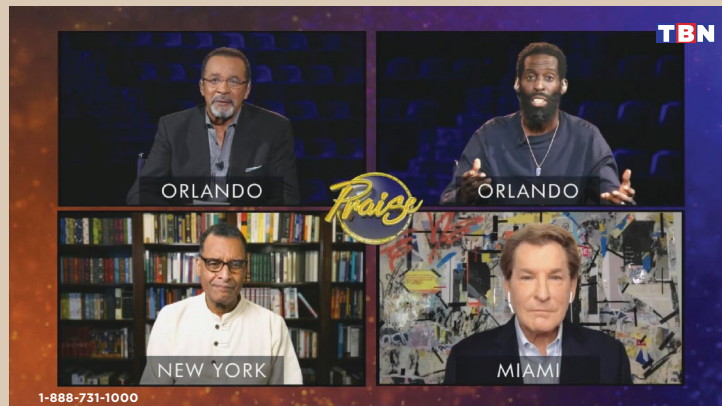 TBN
ORLANDO
ORLANDO
Praise
NEW YORK
MIAMI
1-888-731-1000